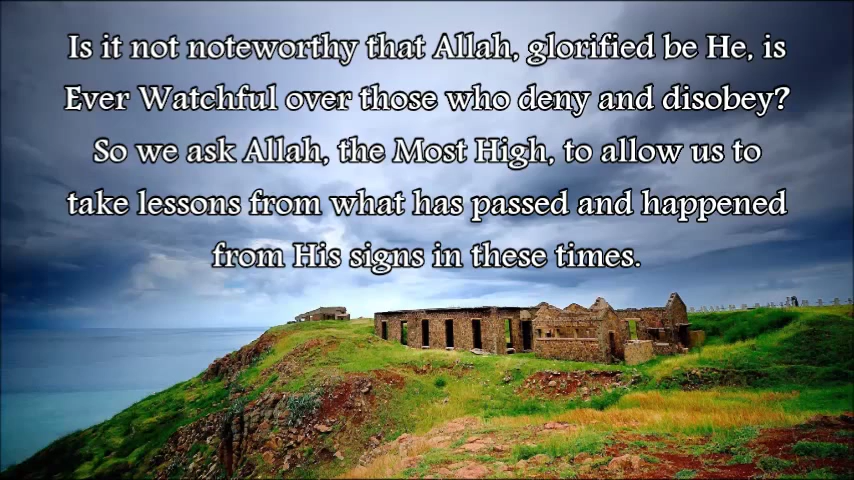 Is it not noteworthy that Allah, glorified be He, is
Ever Watchful over those who deny and disobey?
So we ask Allah, the Most High, to allow us to
take lessons from what has passed and happened
from His signs in these times.